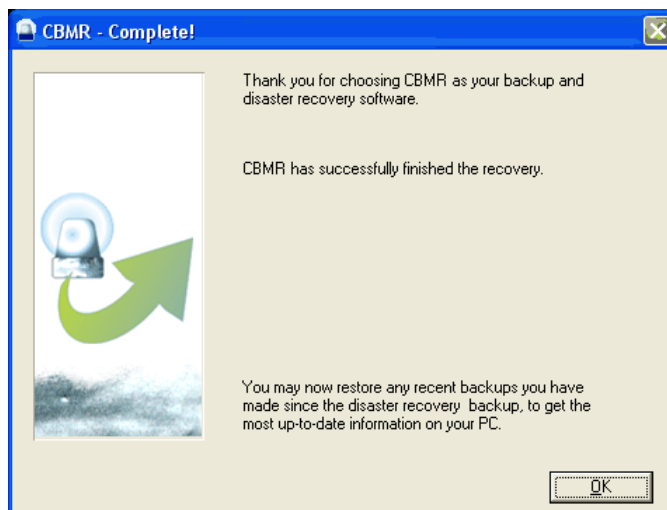 CBMR - Complete!
Thank you for choosing CBMR as your backup and
disaster recovery software.
CBMR has successfully finished the recovery.
You may now restore any recent backups you have
made since the disaster recovery backup, to get the
most up-to-date information on your PC.
OK